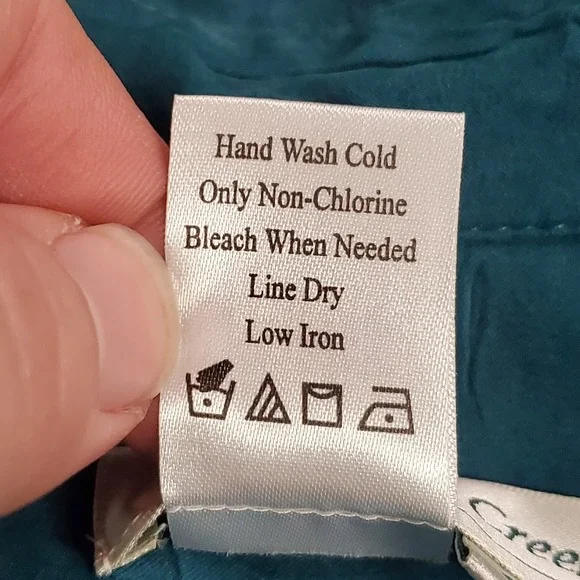 Hand Wash Cold
Only Non-Chlorine
Bleach When Needed
Line Dry
Low Iron